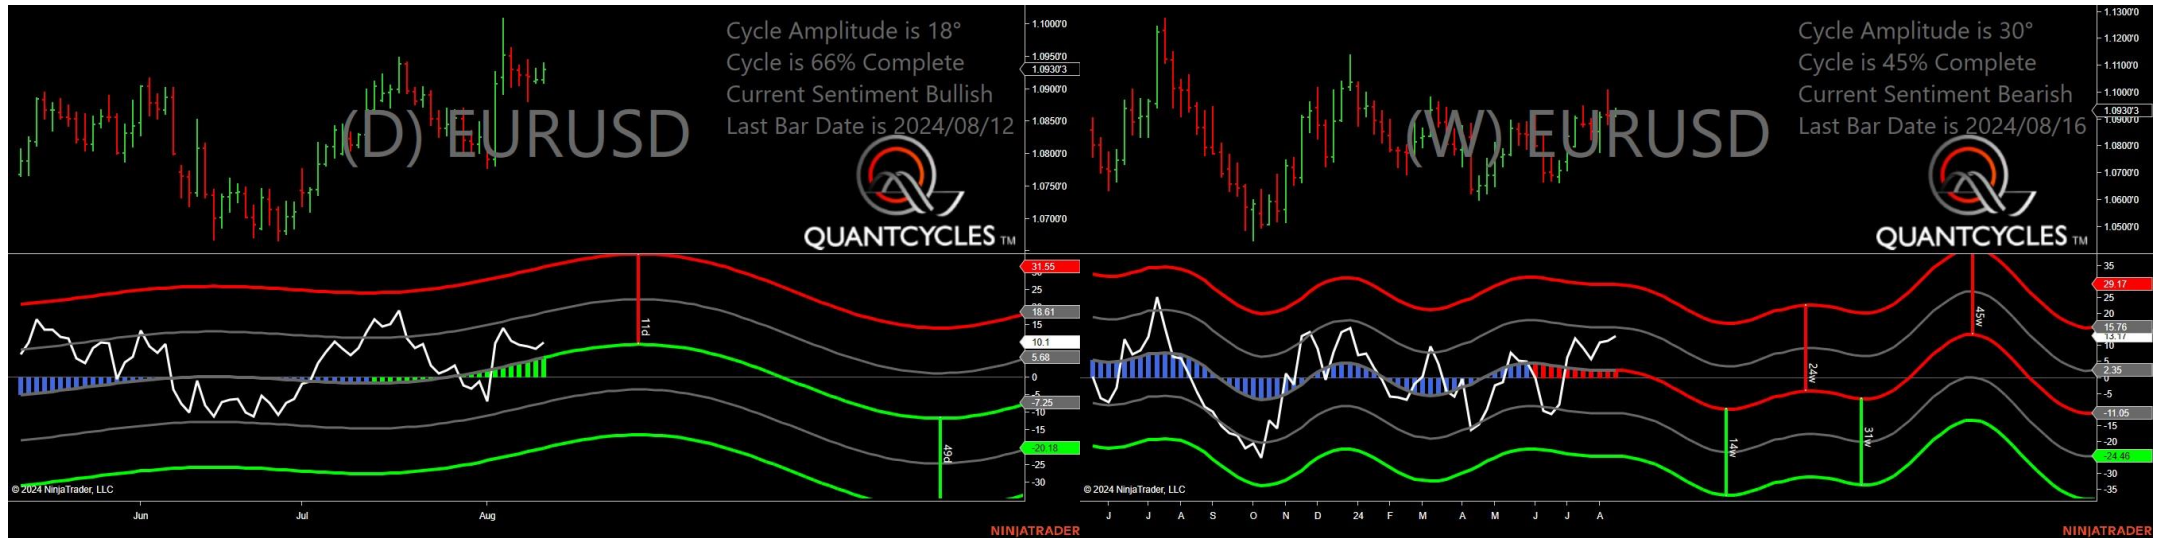 Cycle Amplitude is 18°
Cycle is 66% Complete
Current Sentiment Bullish
Last Bar Date is 2024/08/12
(D) EURUSD
QUANTCYCLES TM
1.1000'0
1.0950'0
1.0930'3
1.0900'0
1.0850'0
1.0800'0
1.0750'0
1.0700'0
31.55
25
18.61
15
10.1
5.68
0
-7.25
-10
-15
-20.18
-25
-30
11d
49d
© 2024 NinjaTrader, LLC
Jun
Jul
Aug
NINJATRADER
Cycle Amplitude is 30°
Cycle is 45% Complete
Current Sentiment Bearish
Last Bar Date is 2024/08/16
(W) EURUSD
QUANTCYCLES TM
1.1300'0
1.1200'0
1.1100'0
1.1000'0
1.0930'3
1.0900'0
1.0800'0
1.0700'0
1.0600'0
1.0500'0
35
29.17
25
20
15.76
13.17
10
5
2.35
0
-5
-11.05
-15
-20
-24.46
-30
-35
14w
24w
31w
45w
© 2024 NinjaTrader, LLC
J J A S O N D 24 F M A M J J A
NINJATRADER